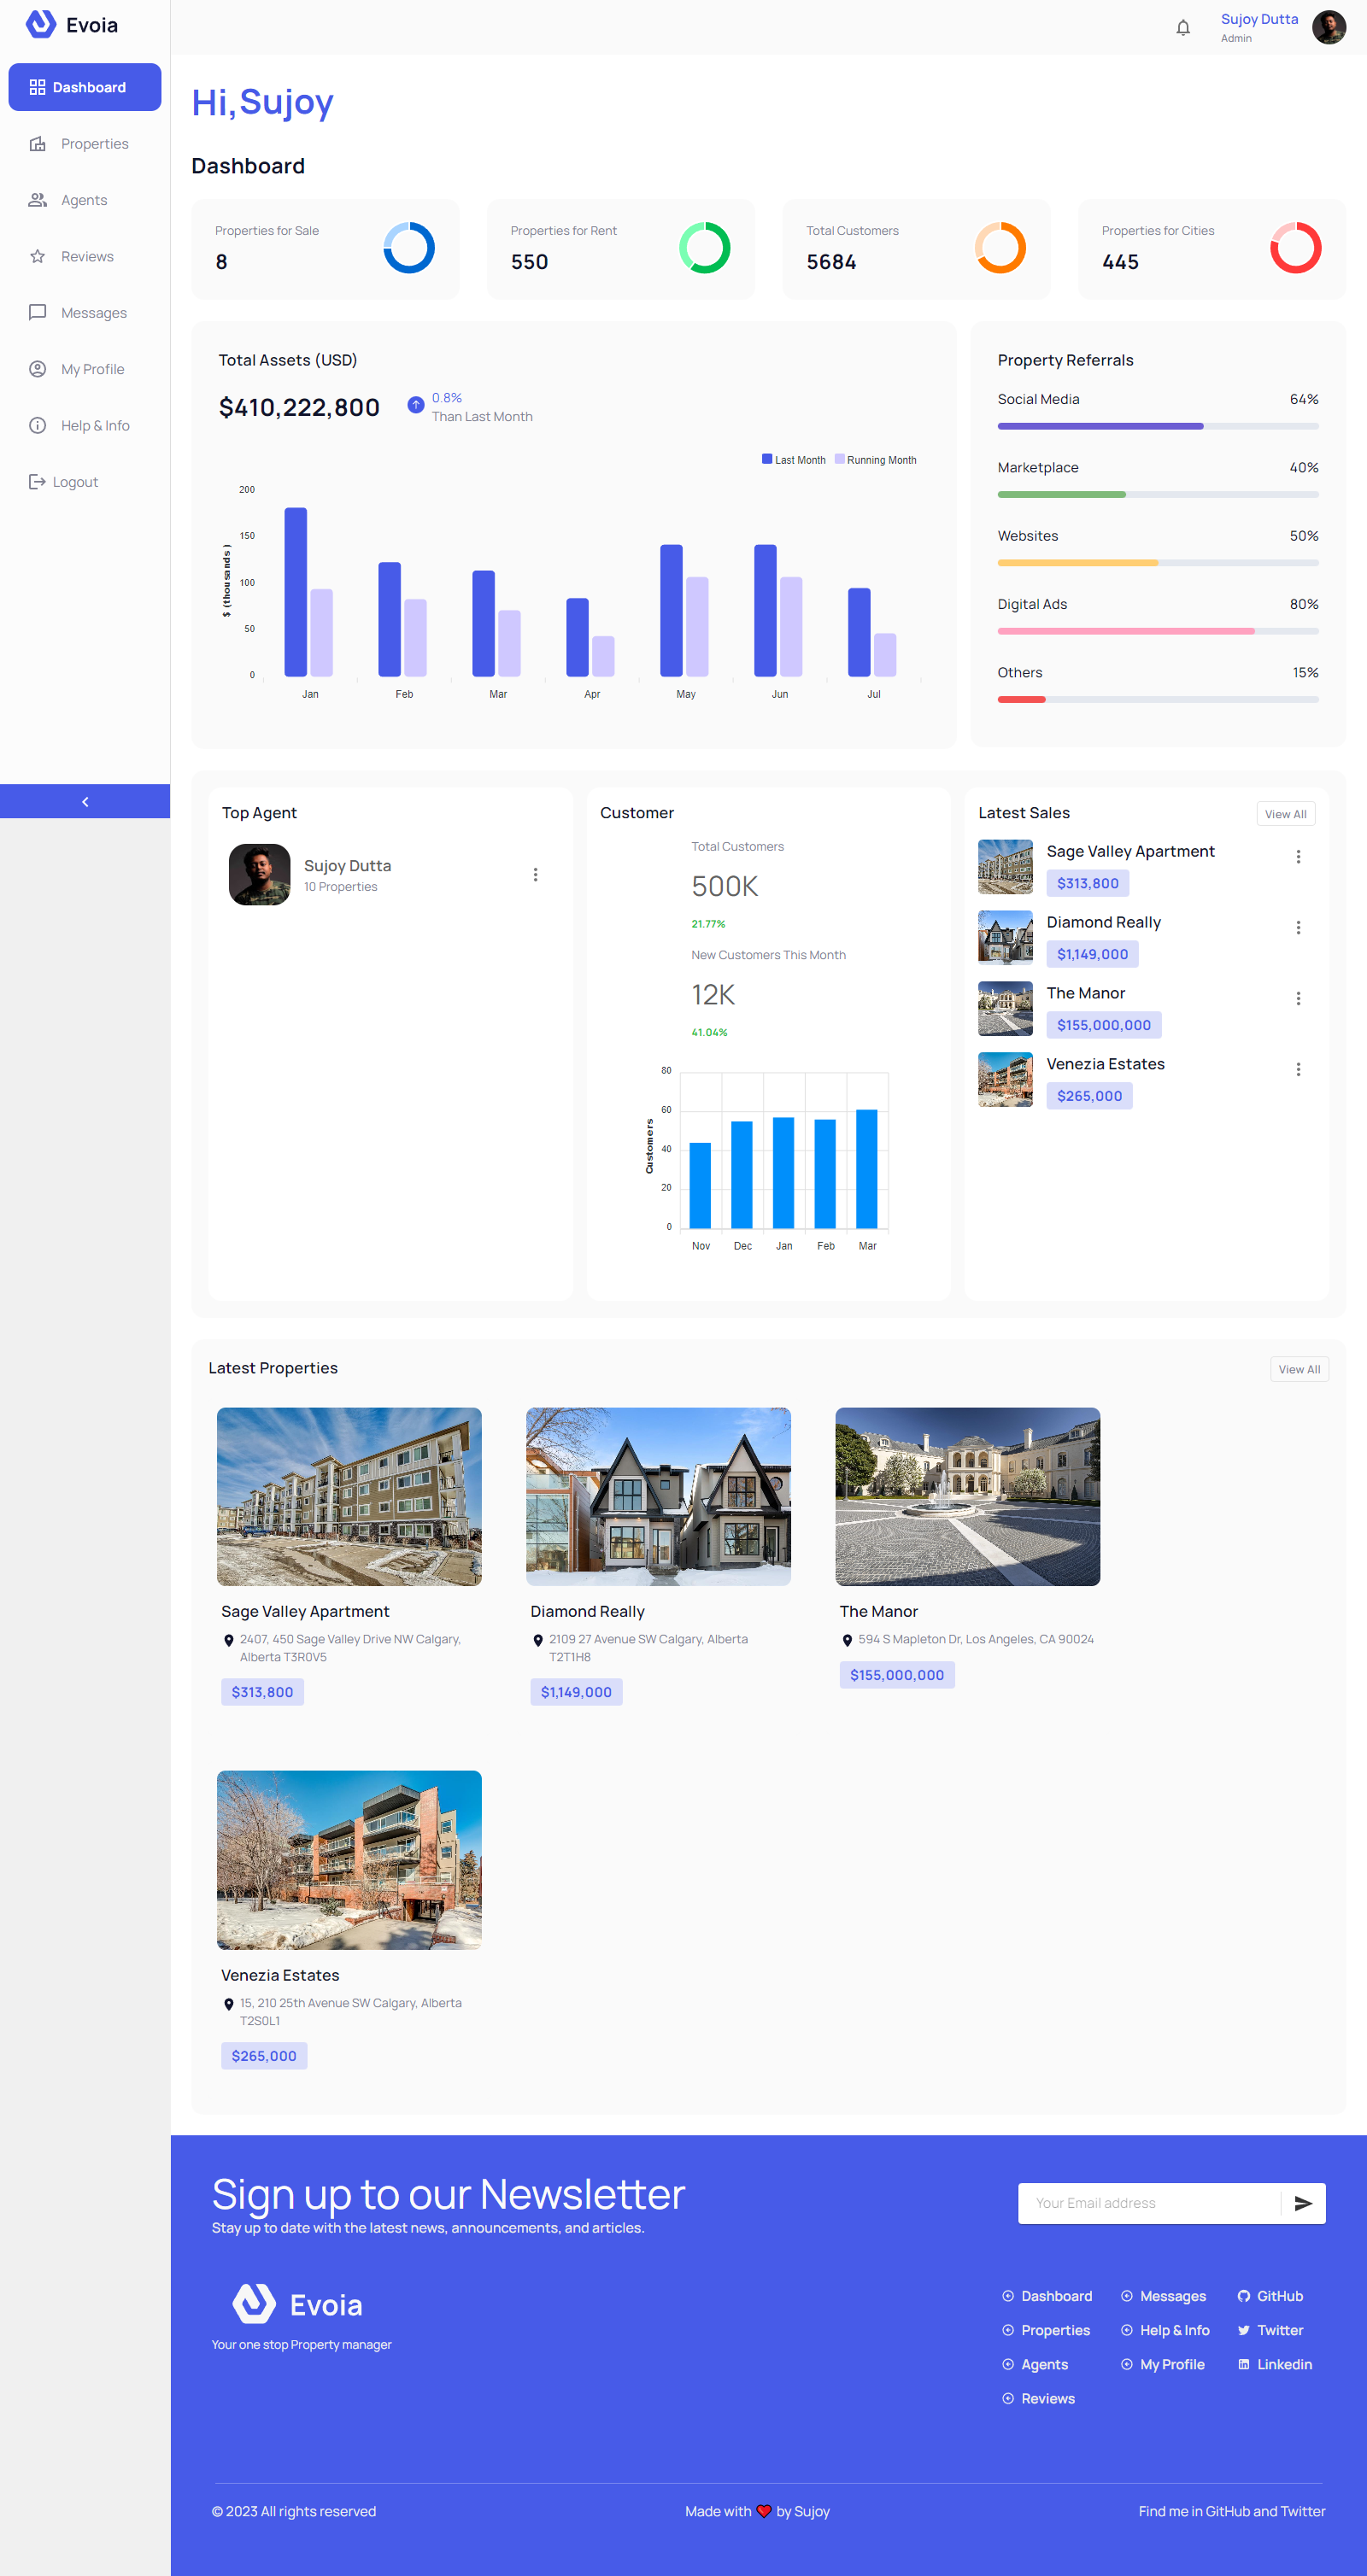 Evoia
Sujoy Dutta
Admin
Dashboard
Properties
Agents
Reviews
Messages
My Profile
Help & Info
Logout
Hi,Sujoy
Dashboard
Properties for Sale
8
Properties for Rent
550
Total Customers
5684
Properties for Cities
445
Total Assets (USD)
$410,222,800
0.8%
Than Last Month
Last Month
Running Month
200
150
100
50
0
$ (thousands )
Jan
Feb
Mar
Apr
May
Jun
Jul
Property Referrals
Social Media
64%
Marketplace
40%
Websites
50%
Digital Ads
80%
Others
15%
Top Agent
Sujoy Dutta
10 Properties
Customer
Total Customers
500K
21.77%
New Customers This Month
12K
41.04%
80
60
40
20
0
Customers
Nov
Dec
Jan
Feb
Mar
Latest Sales
View All
Sage Valley Apartment
$313,800
Diamond Really
$1,149,000
The Manor
$155,000,000
Venezia Estates
$265,000
Latest Properties
View All
Sage Valley Apartment
2407, 450 Sage Valley Drive NW Calgary,
Alberta T3R0V5
$313,800
Diamond Really
2109 27 Avenue SW Calgary, Alberta
T2T1H8
$1,149,000
The Manor
594 S Mapleton Dr, Los Angeles, CA 90024
$155,000,000
Venezia Estates
15, 210 25th Avenue SW Calgary, Alberta
T2S0L1
$265,000
Sign up to our Newsletter
Stay up to date with the latest news, announcements, and articles.
Your Email address
Evoia
Your one stop Property manager
Dashboard
Properties
Agents
Reviews
Messages
Help & Info
My Profile
GitHub
Twitter
Linkedin
© 2023 All rights reserved
Made with ❤ by Sujoy
Find me in GitHub and Twitter